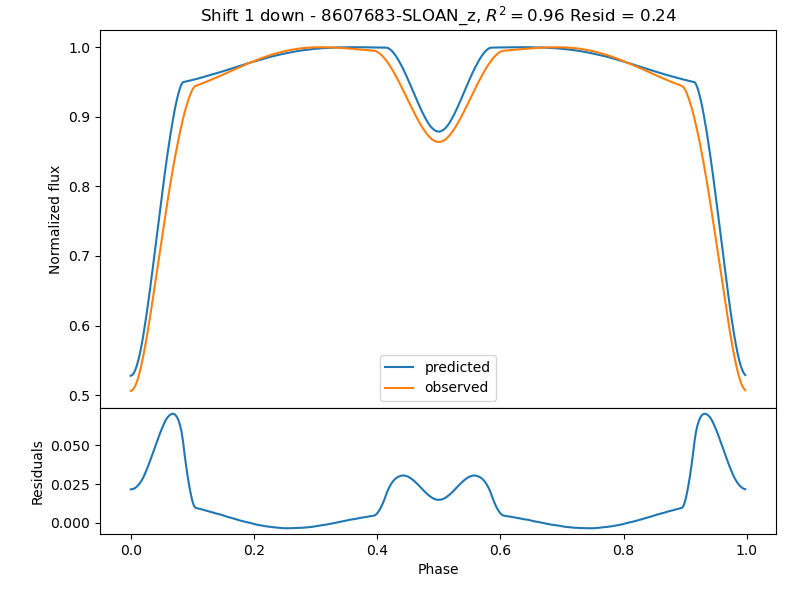 Shift 1 down - 8607683-SLOAN_z, $R^2 = 0.96$ Resid = 0.24
Normalized flux
1.0
0.9
0.8
0.7
0.6
0.5
predicted
observed
Residuals
0.050
0.025
0.000
0.0 0.2 0.4 0.6 0.8 1.0
Phase